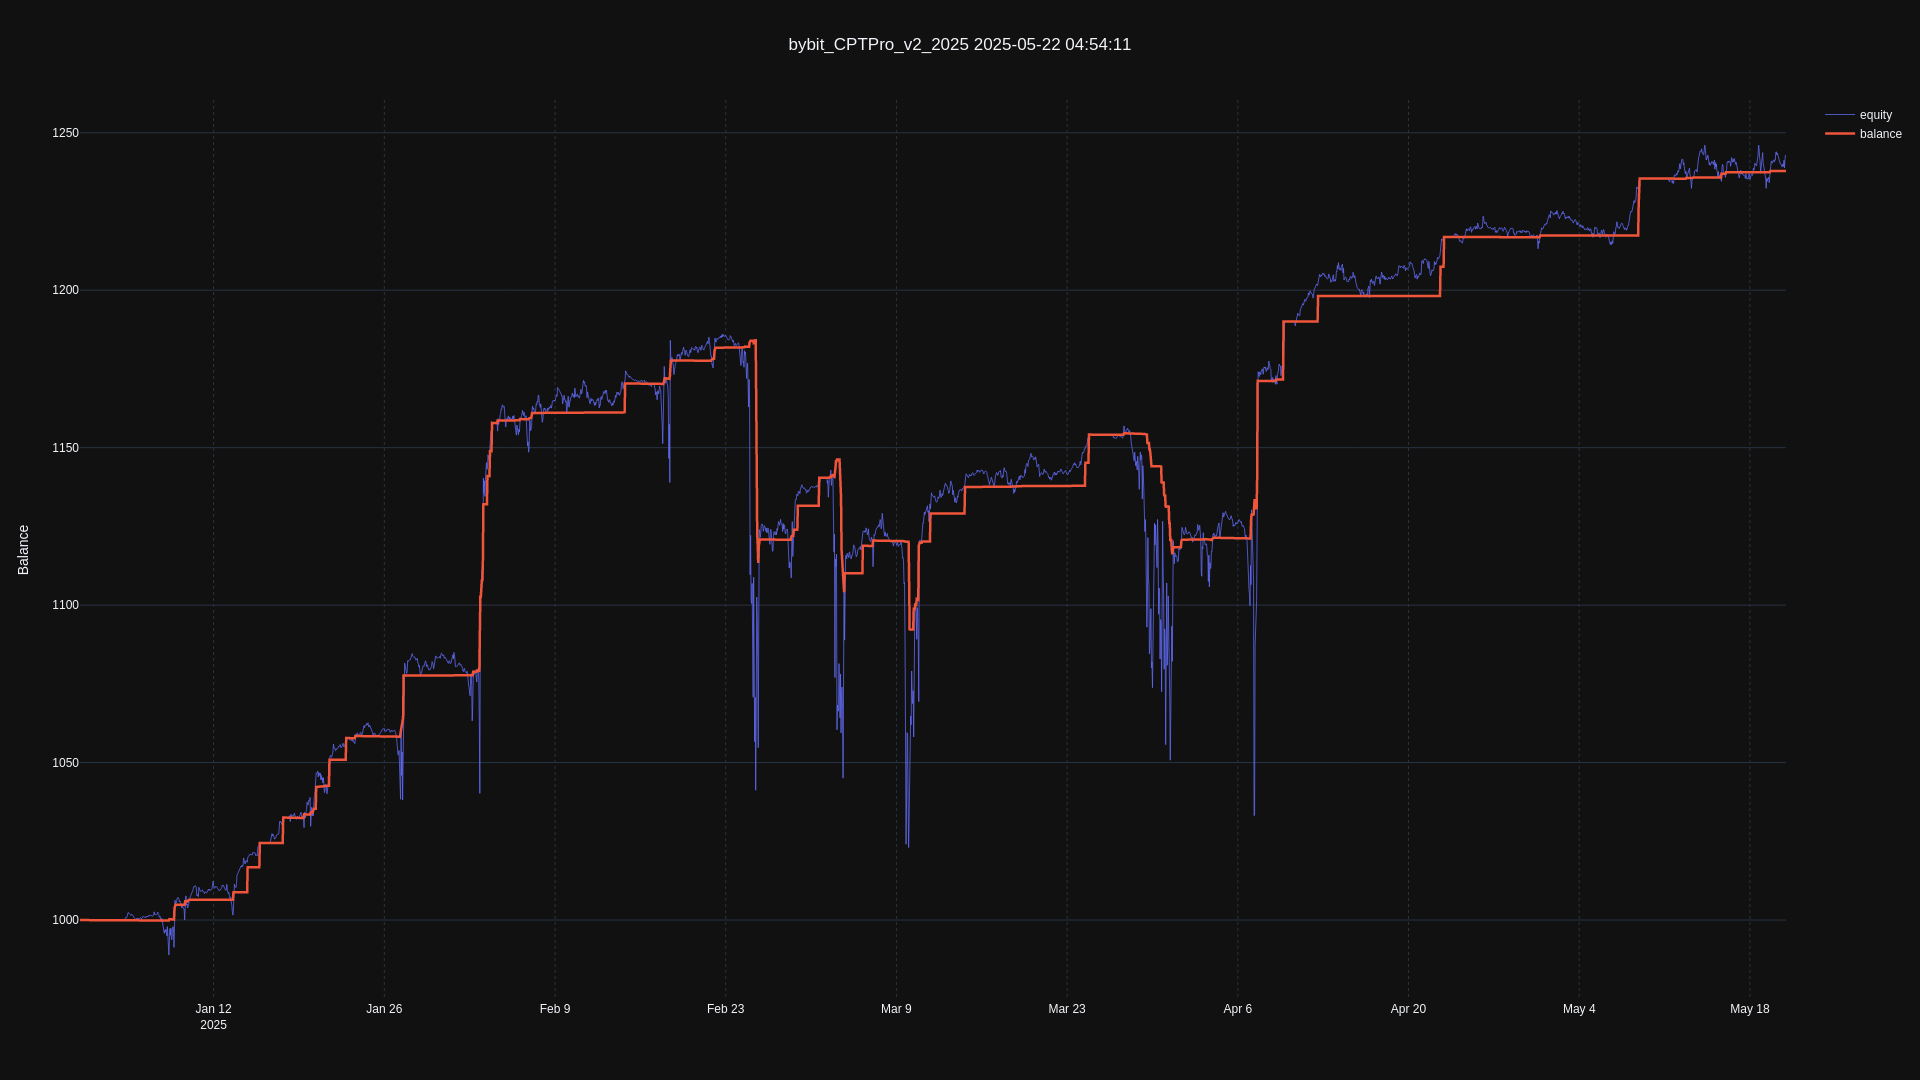 bybit_CPTPro_v2_2025 2025-05-22 04:54:11
equity
balance
1250
1200
1150
1100
1050
1000
Balance
Jan 12
2025
Jan 26
Feb 9
Feb 23
Mar 9
Mar 23
Apr 6
Apr 20
May 4
May 18